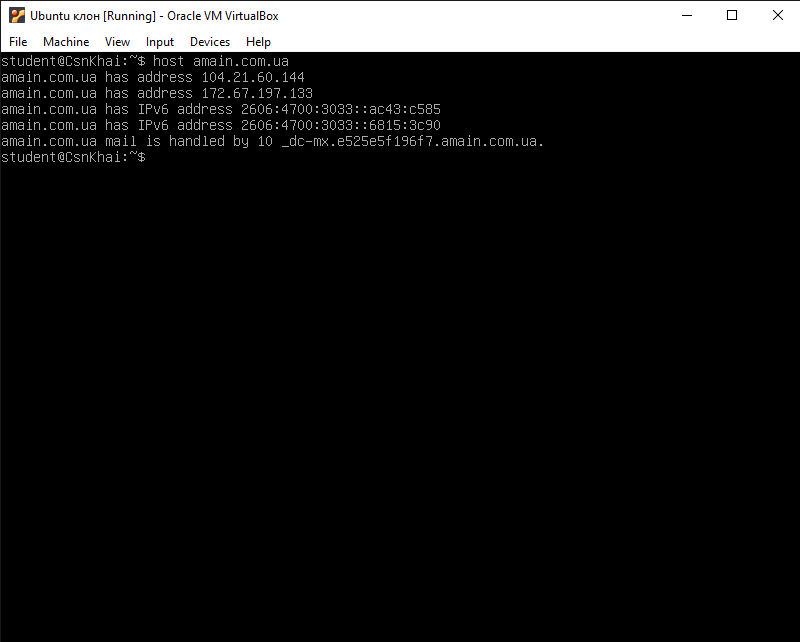 Ubuntu клон [Running] - Oracle VM VirtualBox
File Machine View Input Devices Help
student@CsnKhai:~$ host amain.com.ua
amain.com.ua has address 104.21.60.144
amain.com.ua has address 172.67.197.133
amain.com.ua has IPv6 address 2606:4700:3033::ac43:c585
amain.com.ua has IPv6 address 2606:4700:3033::6815:3c90
amain.com.ua mail is handled by 10 _dc-mx.e525e5f196f7.amain.com.ua.
student@CsnKhai:~$